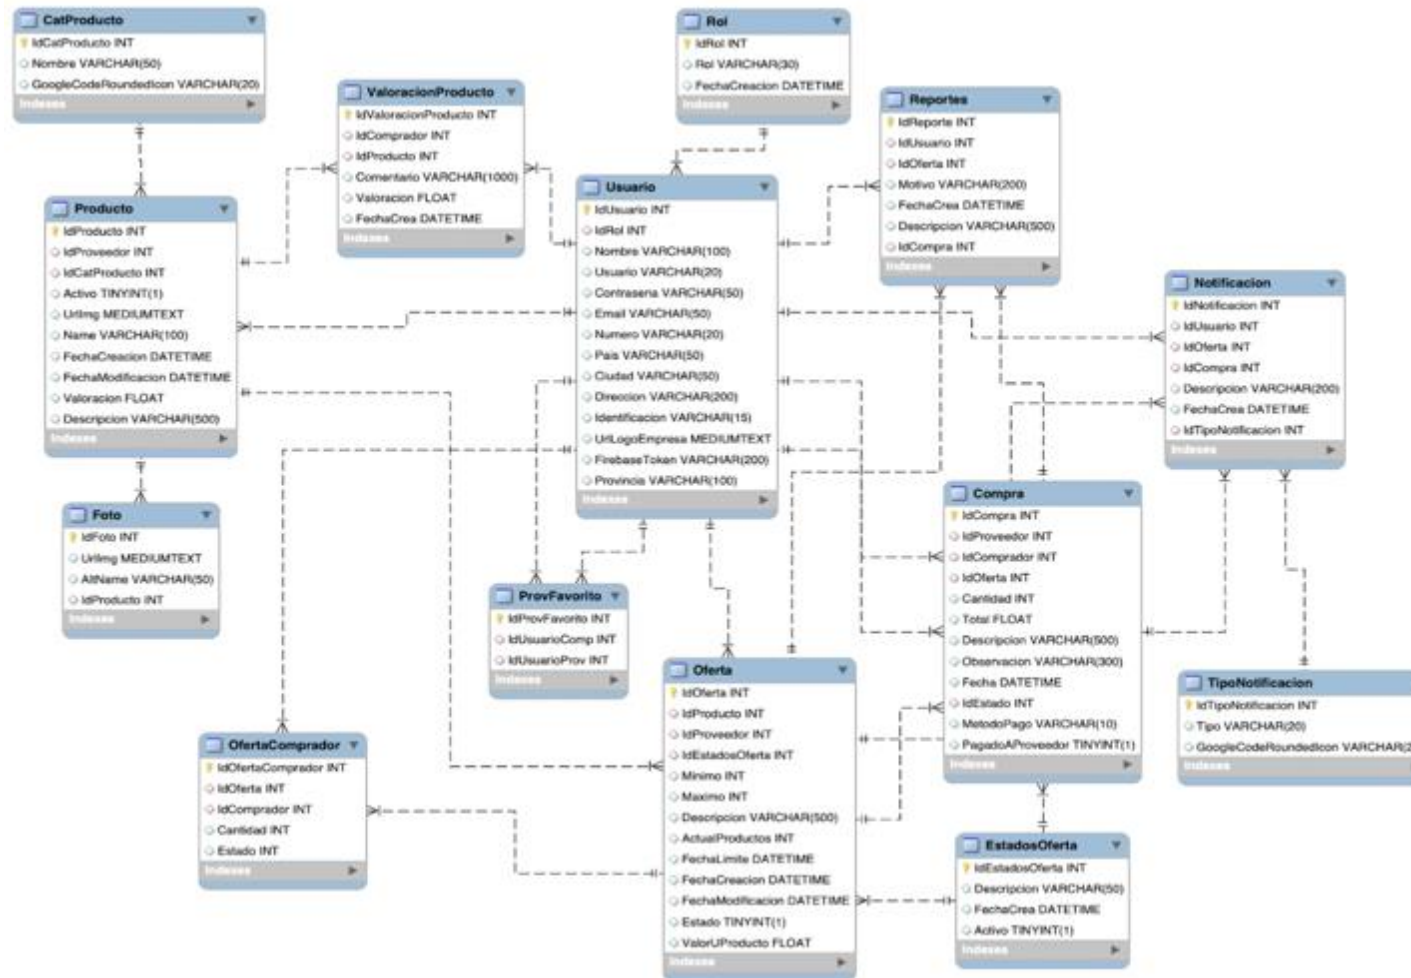 CatProducto
IdCatProducto INT
Nombre VARCHAR(50)
GoogleCodeRoundedIcon VARCHAR(20)
Indexes
Rol
IdRol INT
Rol VARCHAR(30)
FechaCreacion DATETIME
Indexes
ValoracionProducto
IdValoracionProducto INT
IdComprador INT
IdProducto INT
Comentario VARCHAR(1000)
Valoracion FLOAT
FechaCrea DATETIME
Indexes
Reportes
IdReporte INT
IdUsuario INT
IdOferta INT
Motivo VARCHAR(200)
FechaCrea DATETIME
Descripcion VARCHAR(500)
IdCompra INT
Indexes
Producto
IdProducto INT
IdProveedor INT
IdCatProducto INT
Activo TINYINT(1)
UrlImg MEDIUMTEXT
Name VARCHAR(100)
FechaCreacion DATETIME
FechaModificacion DATETIME
Valoracion FLOAT
Descripcion VARCHAR(500)
Indexes
Usuario
IdUsuario INT
IdRol INT
Nombre VARCHAR(100)
Usuario VARCHAR(20)
Contrasena VARCHAR(50)
Email VARCHAR(50)
Numero VARCHAR(20)
Pais VARCHAR(50)
Ciudad VARCHAR(50)
Direccion VARCHAR(200)
Identificacion VARCHAR(15)
UrlLogoEmpresa MEDIUMTEXT
FirebaseToken VARCHAR(200)
Provincia VARCHAR(100)
Indexes
Notificacion
IdNotificacion INT
IdUsuario INT
IdOferta INT
IdCompra INT
Descripcion VARCHAR(200)
FechaCrea DATETIME
IdTipoNotificacion INT
Indexes
Foto
IdFoto INT
UrlImg MEDIUMTEXT
AltName VARCHAR(50)
IdProducto INT
Indexes
Compra
IdCompra INT
IdProveedor INT
IdComprador INT
IdOferta INT
Cantidad INT
Total FLOAT
Descripcion VARCHAR(500)
Observacion VARCHAR(300)
Fecha DATETIME
IdEstado INT
MetodoPago VARCHAR(10)
PagadoAProveedor TINYINT(1)
Indexes
ProvFavorito
IdProvFavorito INT
IdUsuarioComp INT
IdUsuarioProv INT
Indexes
Oferta
IdOferta INT
IdProducto INT
IdProveedor INT
IdEstadosOferta INT
Minimo INT
Maximo INT
Descripcion VARCHAR(500)
ActualProductos INT
FechaLimite DATETIME
FechaCreacion DATETIME
FechaModificacion DATETIME
Estado TINYINT(1)
ValorUProducto FLOAT
Indexes
TipoNotificacion
IdTipoNotificacion INT
Tipo VARCHAR(20)
GoogleCodeRoundedIcon VARCHAR(2
Indexes
OfertaComprador
IdOfertaComprador INT
IdOferta INT
IdComprador INT
Cantidad INT
Estado INT
Indexes
EstadosOferta
IdEstadosOferta INT
Descripcion VARCHAR(50)
FechaCrea DATETIME
Activo TINYINT(1)
Indexes